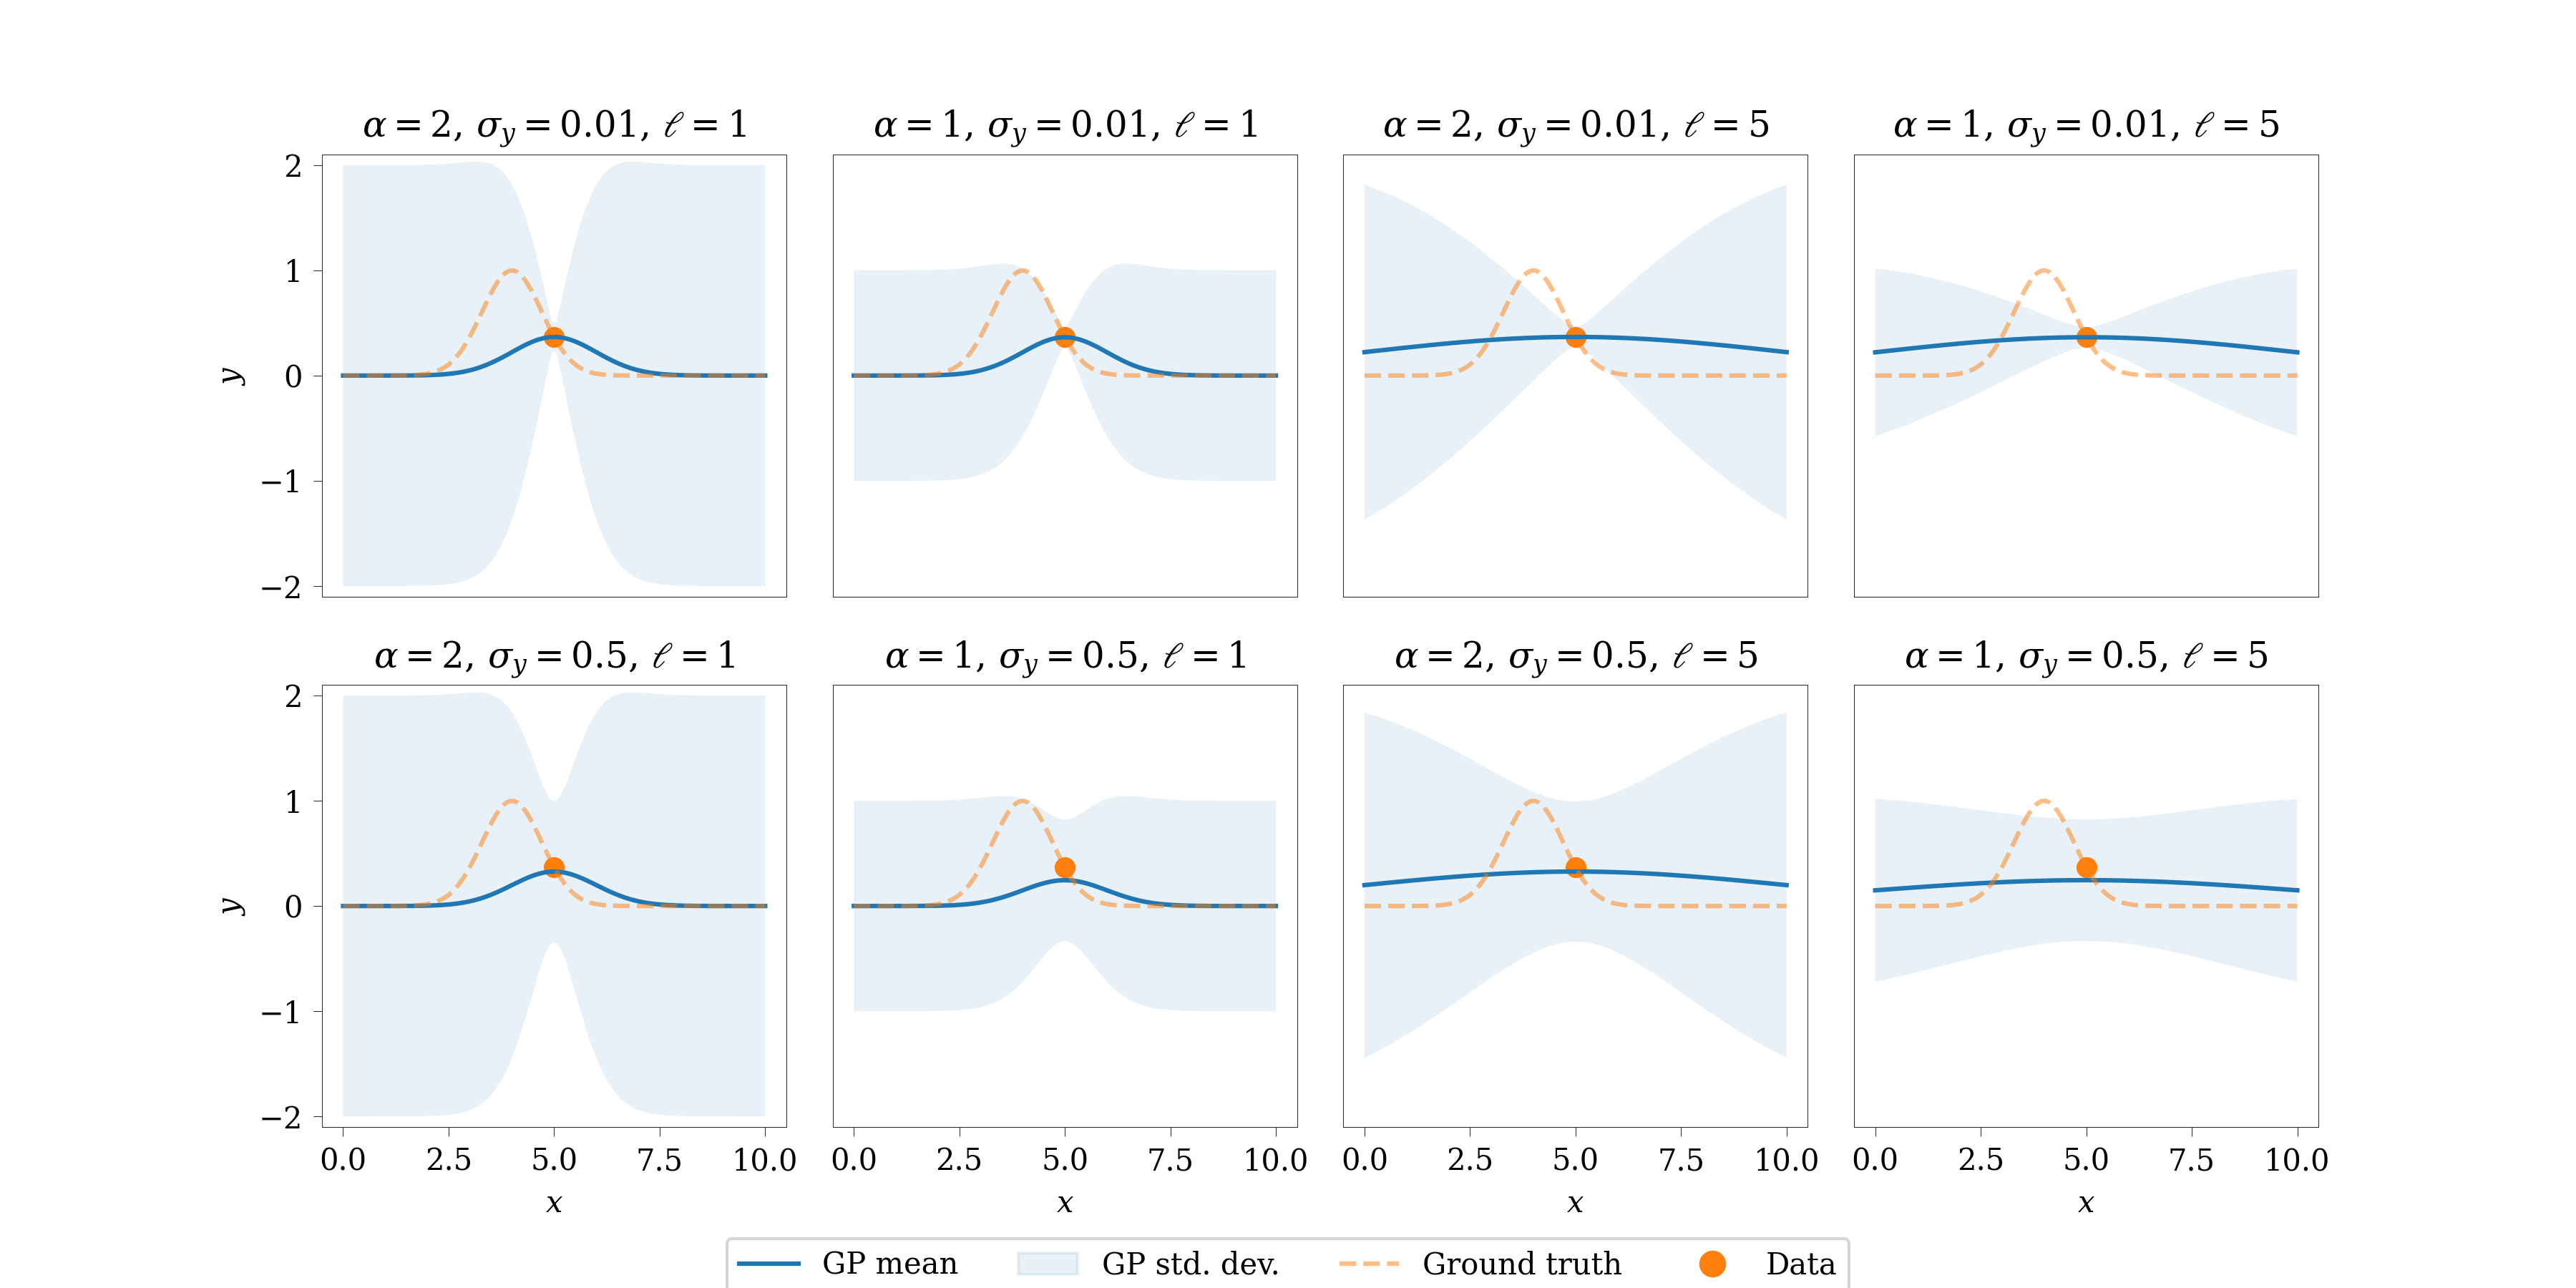 α = 2, σ_y = 0.01, ℓ = 1
α = 1, σ_y = 0.01, ℓ = 1
α = 2, σ_y = 0.01, ℓ = 5
α = 1, σ_y = 0.01, ℓ = 5
2
1
0
−1
−2
y
α = 2, σ_y = 0.5, ℓ = 1
α = 1, σ_y = 0.5, ℓ = 1
α = 2, σ_y = 0.5, ℓ = 5
α = 1, σ_y = 0.5, ℓ = 5
2
1
0
−1
−2
y
0.0 2.5 5.0 7.5 10.0
0.0 2.5 5.0 7.5 10.0
0.0 2.5 5.0 7.5 10.0
0.0 2.5 5.0 7.5 10.0
x
x
x
x
GP mean GP std. dev. Ground truth Data